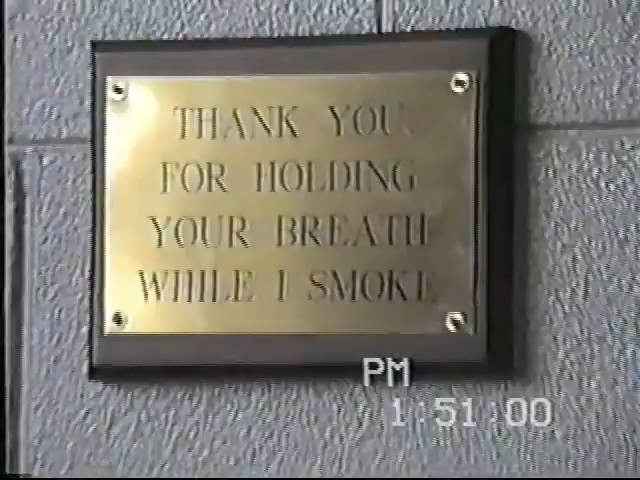 THANK YOU
FOR HOLDING
YOUR BREATH
WHILE I SMOKE
PM
1:51:00